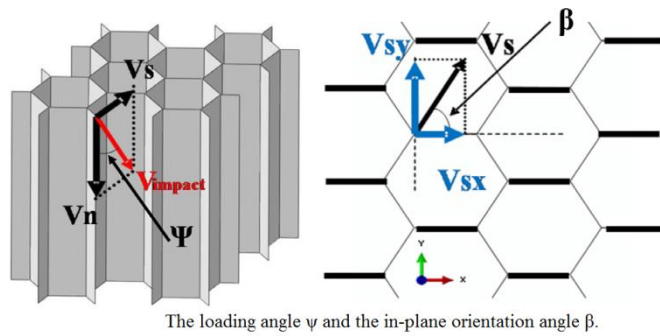 Vs
Vimpact
Vn
Ψ
β
Vsy
Vs
Vsx
Y
X
The loading angle ψ and the in-plane orientation angle β.